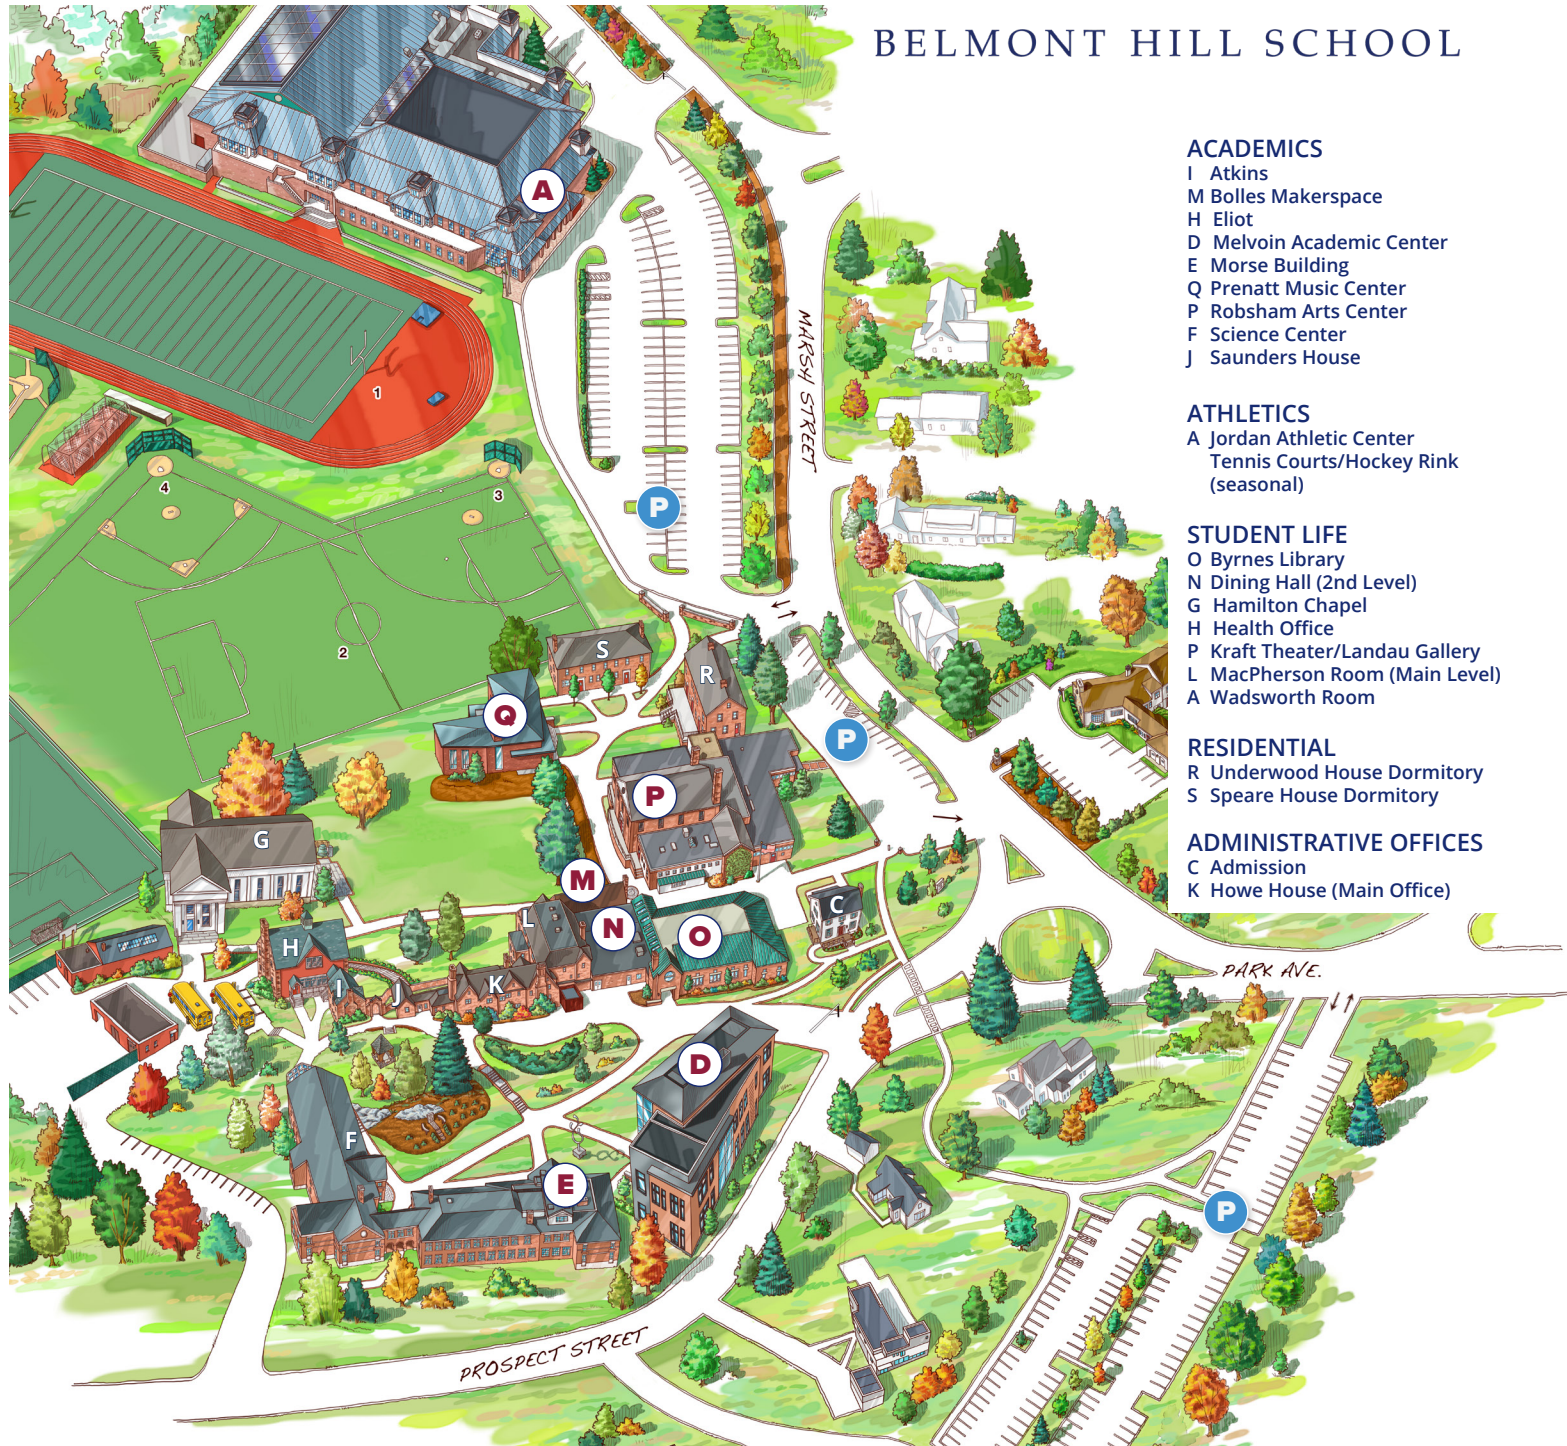 BELMONT HILL SCHOOL
ACADEMICS
I Atkins
M Bolles Makerspace
H Eliot
D Melvoin Academic Center
E Morse Building
Q Prenatt Music Center
P Robsham Arts Center
F Science Center
J Saunders House
ATHLETICS
A Jordan Athletic Center
Tennis Courts/Hockey Rink
(seasonal)
STUDENT LIFE
O Byrnes Library
N Dining Hall (2nd Level)
G Hamilton Chapel
H Health Office
P Kraft Theater/Landau Gallery
L MacPherson Room (Main Level)
A Wadsworth Room
RESIDENTIAL
R Underwood House Dormitory
S Speare House Dormitory
ADMINISTRATIVE OFFICES
C Admission
K Howe House (Main Office)
A
1
MARSH STREET
4
3
P
2
S
R
Q
P
P
G
M
C
L
N
O
H
I
J
K
PARK AVE.
D
F
E
P
PROSPECT STREET